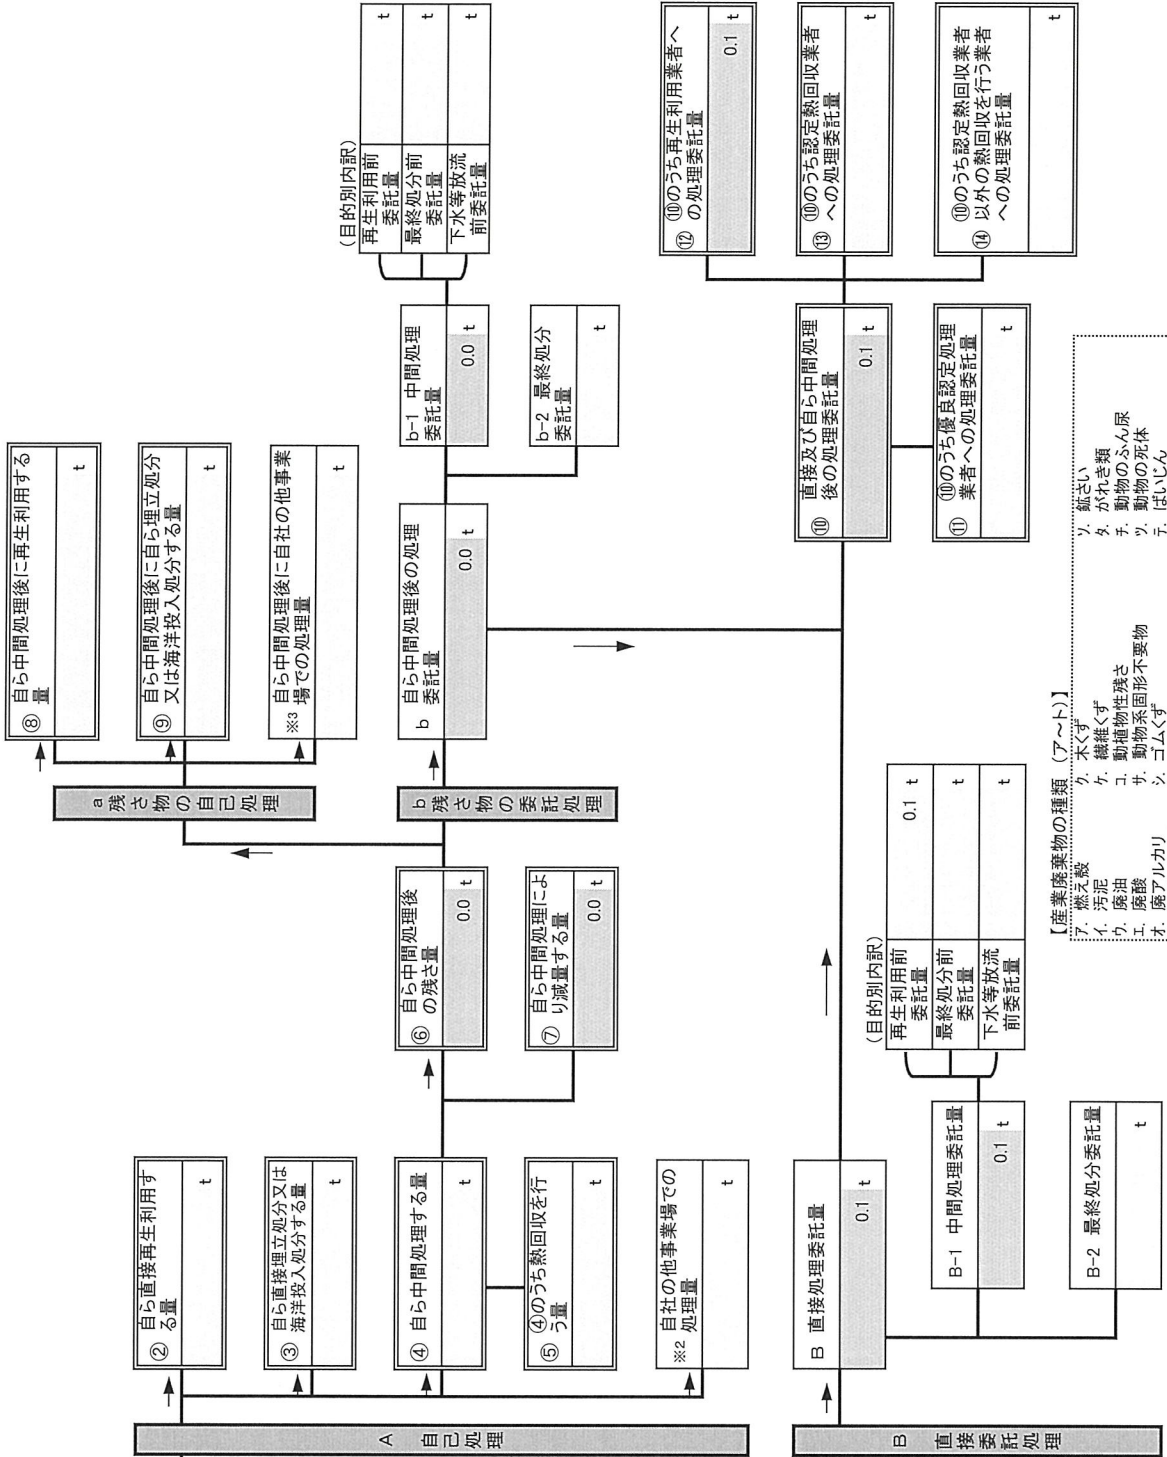 A 自己処理
② 自ら直接再生利用す
る量
t
③ 自ら直接埋立処分又は
海洋投入処分する量
t
④ 自ら中間処理する量
t
⑤ ④のうち熱回収を行
う量
t
※2 自社の他事業場での
処理量
t
⑥ 自ら中間処理後
の残さ量
0.0 t
⑦ 自ら中間処理によ
り減量する量
0.0 t
a 残さ物の自己処理
⑧ 自ら中間処理後に再生利用する
量
t
⑨ 自ら中間処理後に自ら埋立処分
又は海洋投入処分する量
t
※3 自ら中間処理後に自社の他事業
場での処理量
t
b 残さ物の委託処理
b 自ら中間処理後の処理
委託量
0.0 t
b-1 中間処理
委託量
0.0 t
b-2 最終処分
委託量
t
(目的別内訳)
再生利用前
委託量
t
最終処分前
委託量
t
下水等放流
前委託量
t
B 直接委託処理
B 直接処理委託量
0.1 t
B-1 中間処理委託量
0.1 t
B-2 最終処分委託量
t
(目的別内訳)
再生利用前
委託量
0.1 t
最終処分前
委託量
t
下水等放流
前委託量
t
⑩ 直接及び自ら中間処理
後の処理委託量
0.1 t
⑪ ⑩のうち優良認定処理
業者への処理委託量
t
⑫ ⑩のうち再生利用業者へ
の処理委託量
0.1 t
⑬ ⑩のうち認定熱回収業者
への処理委託量
t
⑭ ⑩のうち認定熱回収業者
以外の熱回収を行う業者
への処理委託量
t
【産業廃棄物の種類 (ア～ト)】
ア. 燃え殻
イ. 汚泥
ウ. 廃油
エ. 廃酸
オ. 廃アルカリ
ク. 木くず
ケ. 繊維くず
コ. 動植物性残さ
サ. 動物系固形不要物
シ. ゴムくず
ソ. 鉱さい
タ. がれき類
チ. 動物のふん尿
ツ. 動物の死体
テ. ばいじん